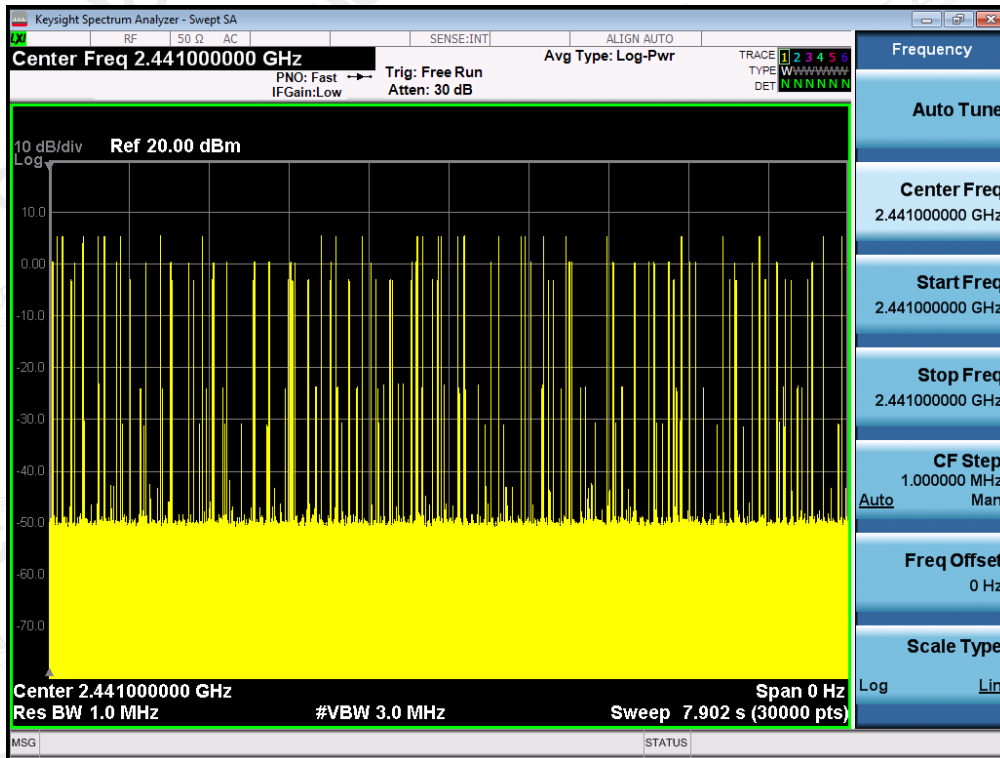 Keysight Spectrum Analyzer - Swept SA
LXI RF 50 Ω AC SENSE:INT ALIGN AUTO
Center Freq 2.441000000 GHz
PNO: Fast
IFGain:Low
Trig: Free Run
Atten: 30 dB
Avg Type: Log-Pwr
TRACE 1 2 3 4 5 6
TYPE W
DET N N N N N N
10 dB/div Ref 20.00 dBm
Log
10.0
0.00
-10.0
-20.0
-30.0
-40.0
-50.0
-60.0
-70.0
Center 2.441000000 GHz Span 0 Hz
Res BW 1.0 MHz #VBW 3.0 MHz Sweep 7.902 s (30000 pts)
MSG STATUS
Frequency
Auto Tune
Center Freq
2.441000000 GHz
Start Freq
2.441000000 GHz
Stop Freq
2.441000000 GHz
CF Step
1.000000 MHz
Auto Man
Freq Offset
0 Hz
Scale Type
Log Lin